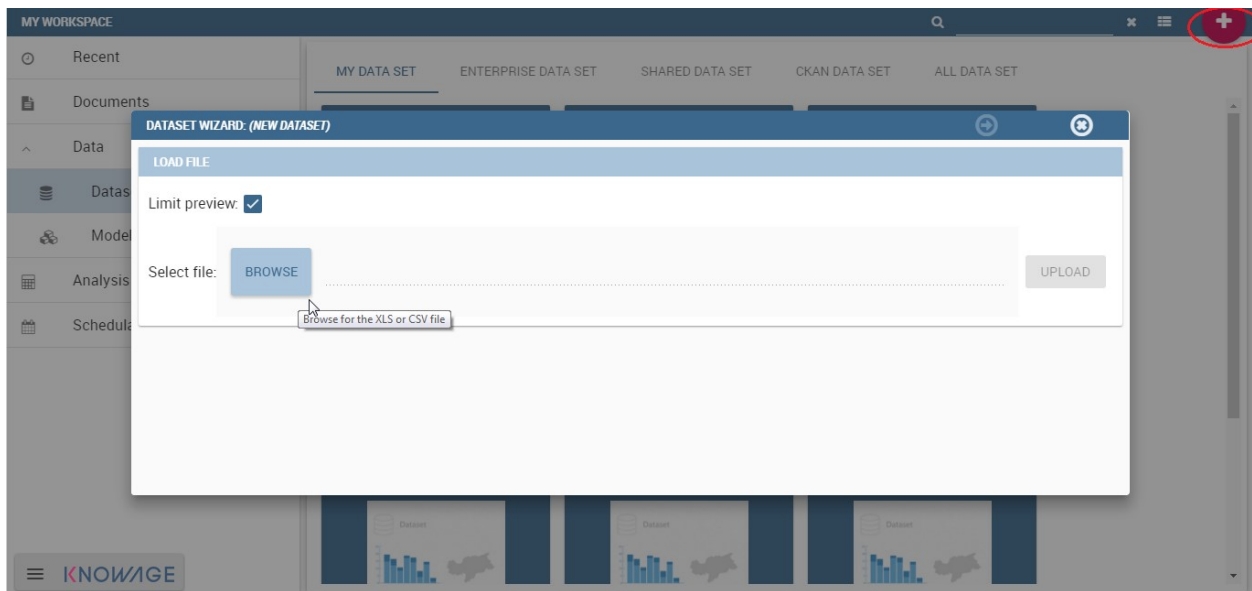 MY WORKSPACE
Recent
MY DATA SET ENTERPRISE DATA SET SHARED DATA SET CKAN DATA SET ALL DATA SET
Documents
DATASET WIZARD: (NEW DATASET)
Data
LOAD FILE
Datas
Limit preview:
Model
Select file: BROWSE UPLOAD
Analysis
Browse for the XLS or CSV file
Schedula
Dataset Dataset Dataset
KNOWAGE